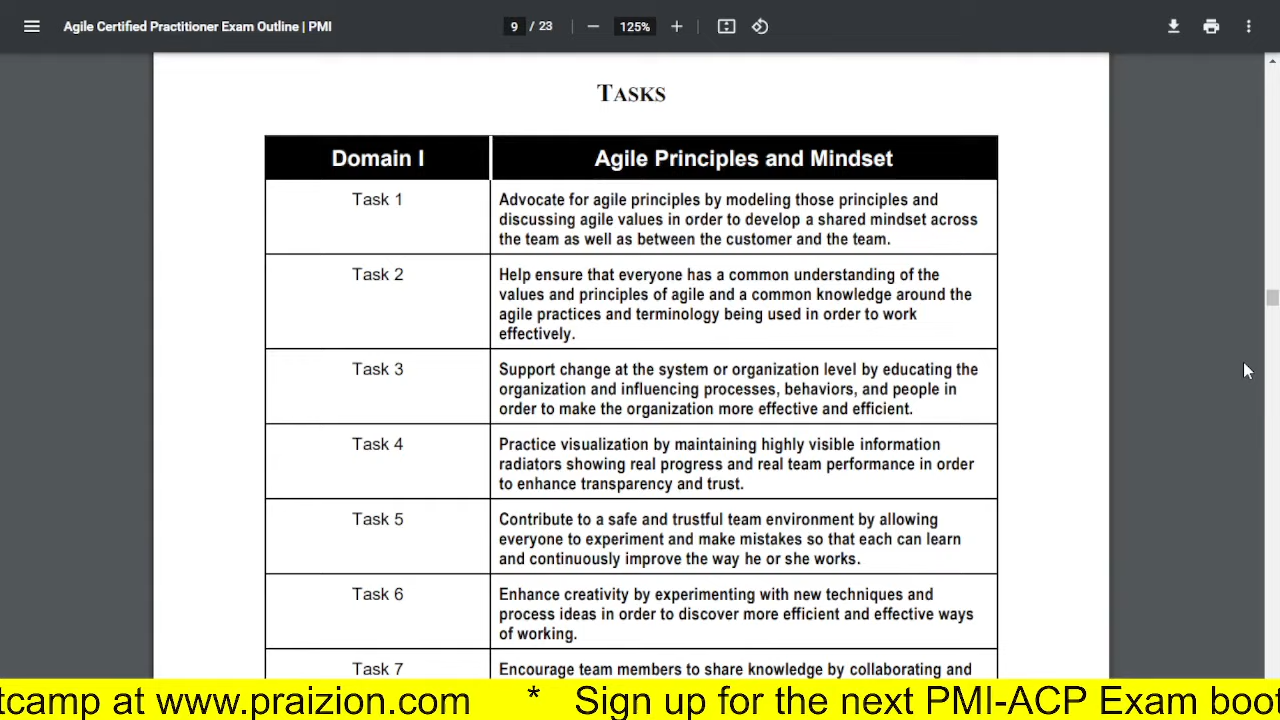 Agile Certified Practitioner Exam Outline | PMI
9 / 23
125%
TASKS
Domain I
Agile Principles and Mindset
Task 1
Advocate for agile principles by modeling those principles and
discussing agile values in order to develop a shared mindset across
the team as well as between the customer and the team.
Task 2
Help ensure that everyone has a common understanding of the
values and principles of agile and a common knowledge around the
agile practices and terminology being used in order to work
effectively.
Task 3
Support change at the system or organization level by educating the
organization and influencing processes, behaviors, and people in
order to make the organization more effective and efficient.
Task 4
Practice visualization by maintaining highly visible information
radiators showing real progress and real team performance in order
to enhance transparency and trust.
Task 5
Contribute to a safe and trustful team environment by allowing
everyone to experiment and make mistakes so that each can learn
and continuously improve the way he or she works.
Task 6
Enhance creativity by experimenting with new techniques and
process ideas in order to discover more efficient and effective ways
of working.
Task 7
Encourage team members to share knowledge by collaborating and
tcamp at www.praizion.com * Sign up for the next PMI-ACP Exam boot